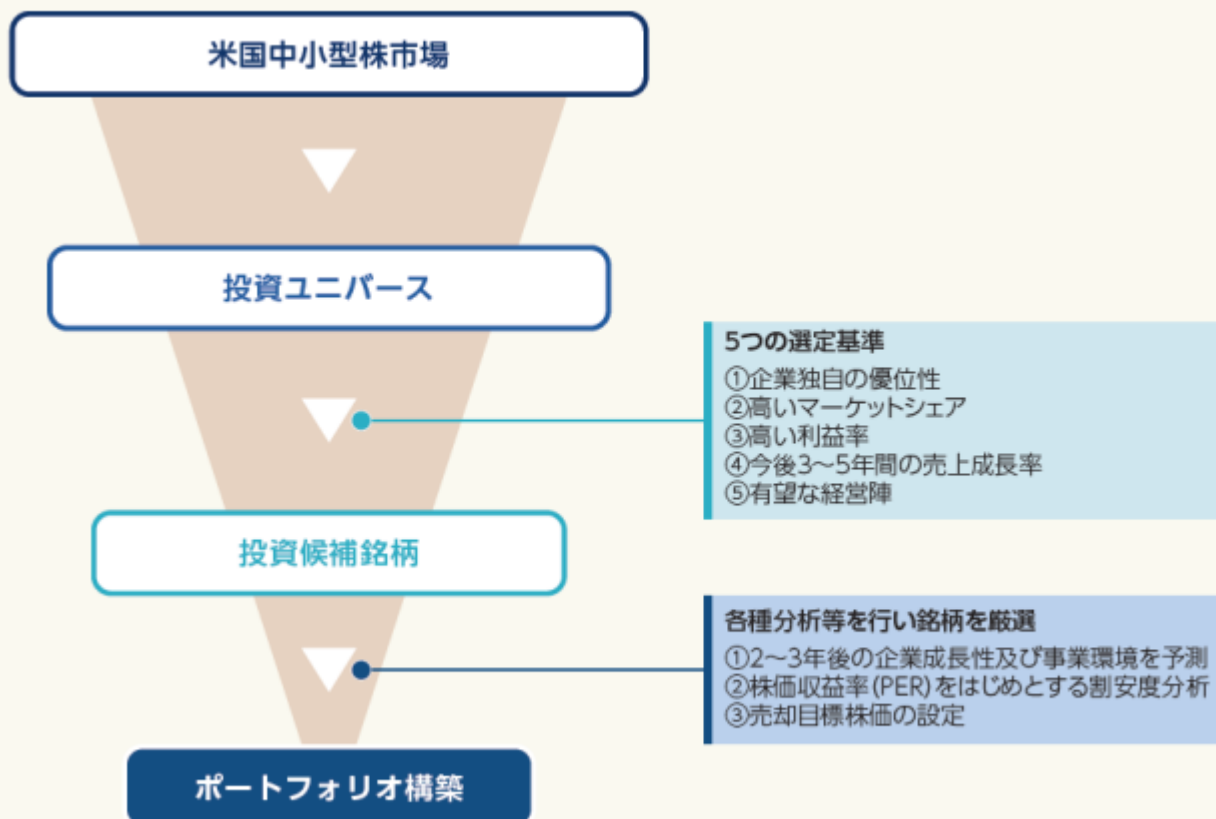 米国中小型株市場
投資ユニバース
5つの選定基準
①企業独自の優位性
②高いマーケットシェア
③高い利益率
④今後3～5年間の売上成長率
⑤有望な経営陣
投資候補銘柄
各種分析等を行い銘柄を厳選
①2～3年後の企業成長性及び事業環境を予測
②株価収益率(PER)をはじめとする割安度分析
③売却目標株価の設定
ポートフォリオ構築